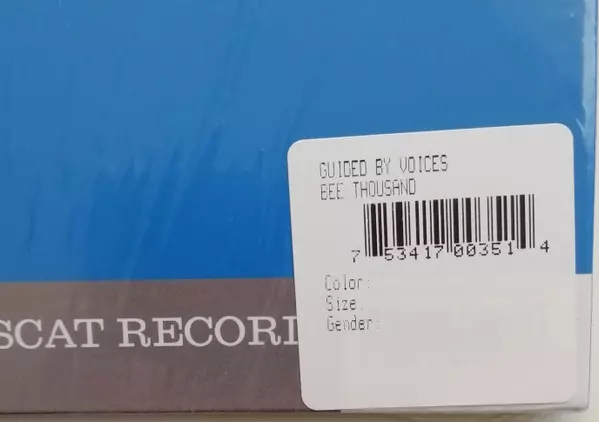 GUIDED BY VOICES
BEE THOUSAND
7 53417 00351 4
Color:
Size:
Gender:
SCAT RECORD